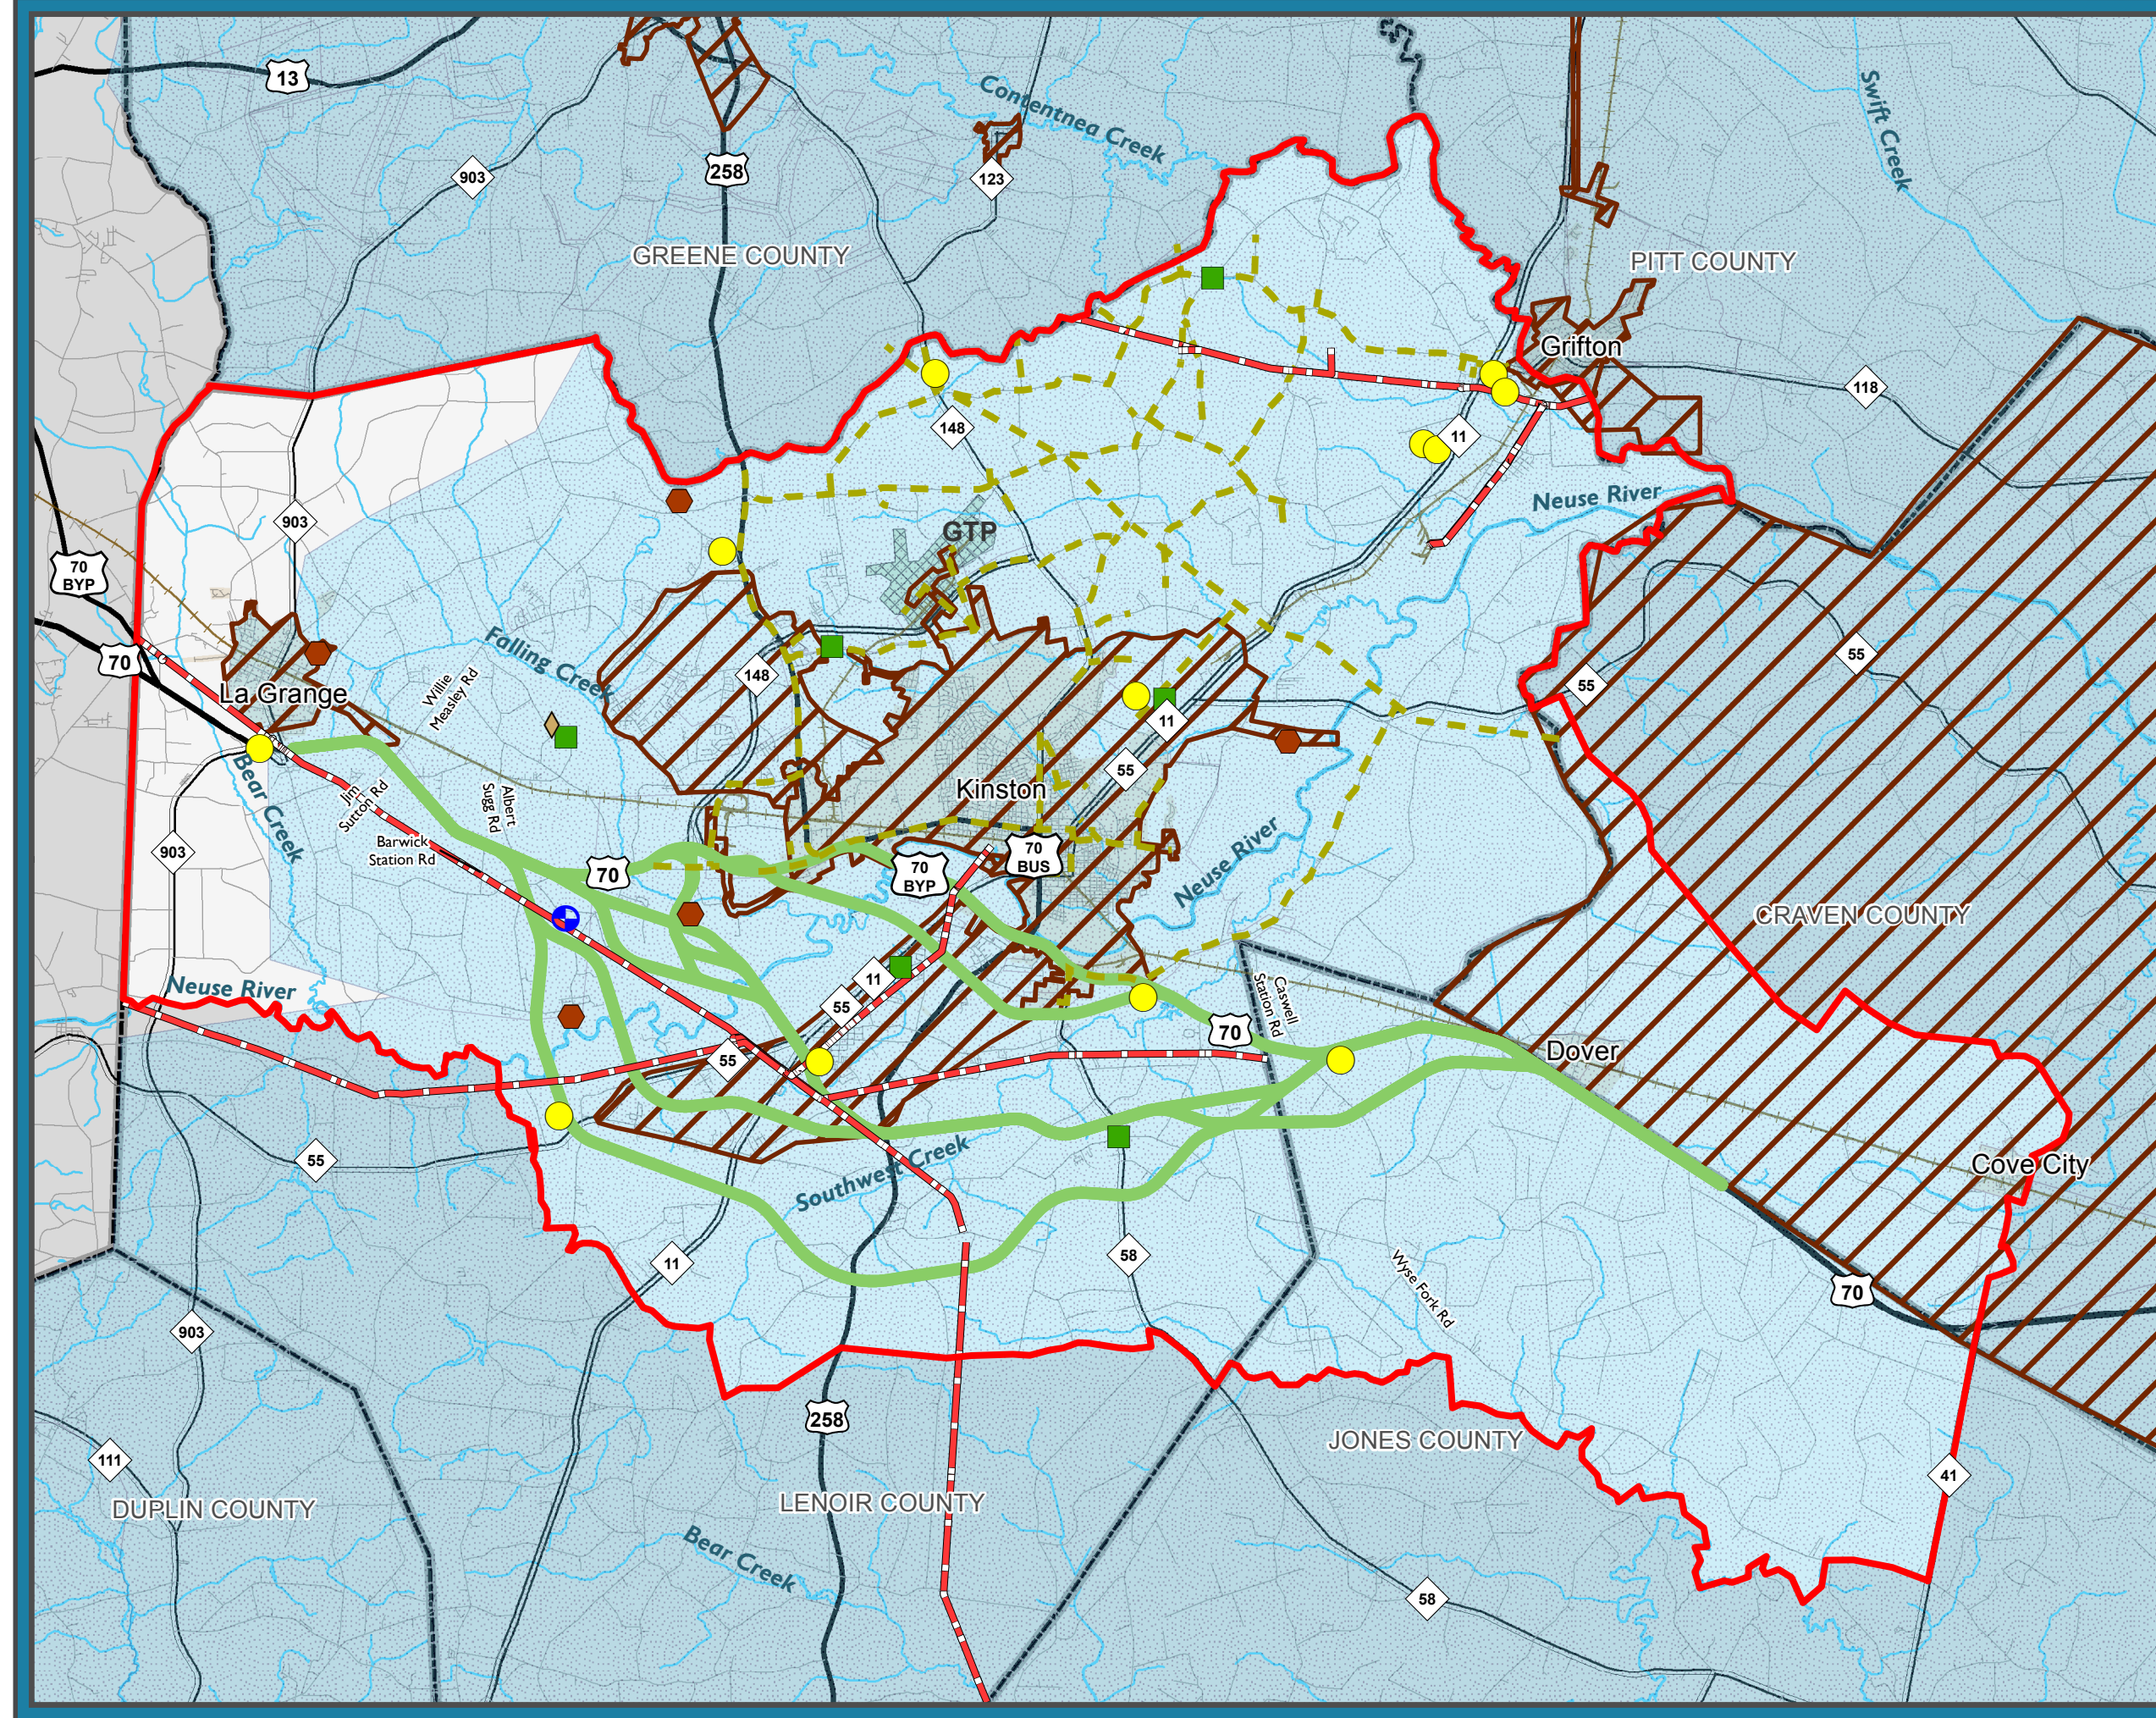 13
903
258
123
Contentnea Creek
Swift Creek
GREENE COUNTY
PITT COUNTY
Grifton
118
148
11
903
Neuse River
GTP
70
BYP
70
La Grange
Willie
Measley Rd
Falling Creek
148
55
55
11
55
Kinston
Bear Creek
Jim
Sutton Rd
Albert
Sugg Rd
Barwick
Station Rd
903
70
70
BYP
70
BUS
Neuse River
CRAVEN COUNTY
Neuse River
11
55
55
Caswell
Station Rd
70
Dover
55
Southwest Creek
Cove City
11
58
Wyse Fork Rd
70
903
258
JONES COUNTY
111
DUPLIN COUNTY
LENOIR COUNTY
41
Bear Creek
58